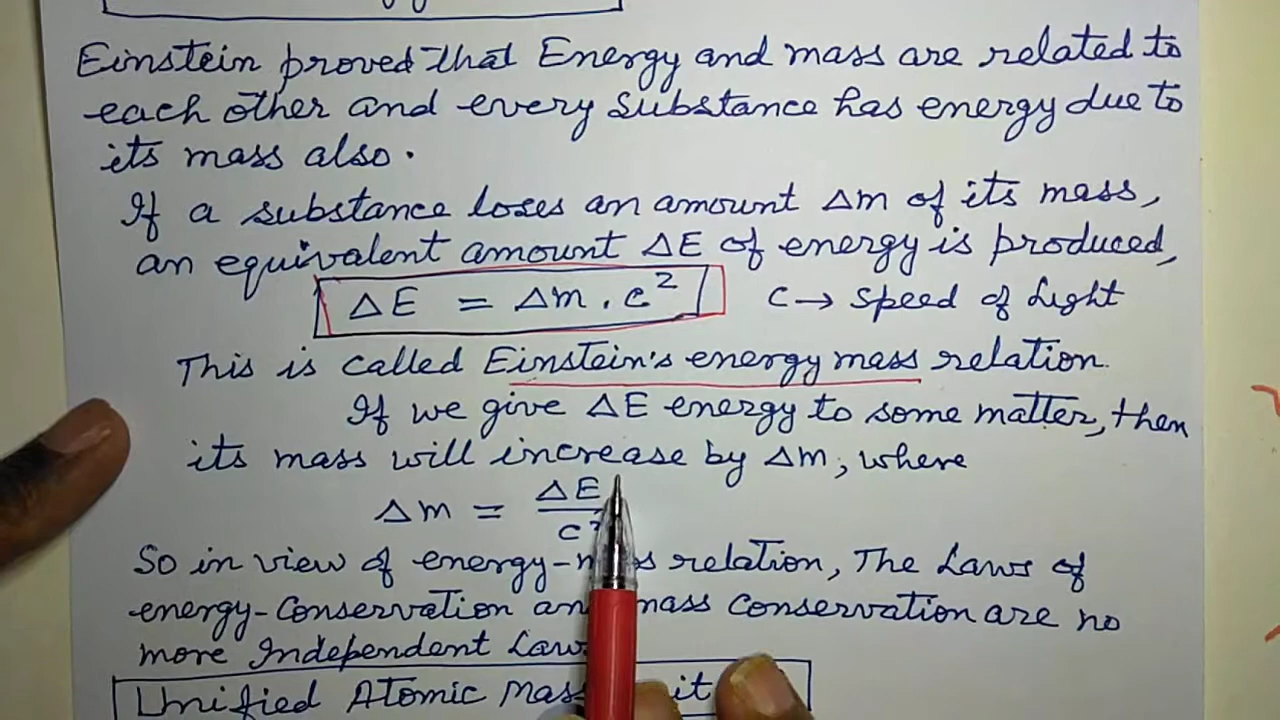 Einstein proved that Energy and mass are related to
each other and every substance has energy due to
its mass also.
If a substance loses an amount Δm of its mass,
an equivalent amount ΔE of energy is produced,
ΔE = Δm . c² c → speed of light
This is called Einstein's energy mass relation.
If we give ΔE energy to some matter, then
its mass will increase by Δm, where
Δm = ΔE / c²
So in view of energy- relation, The Laws of
energy-conservation mass conservation are no
more Independent Laws
Unified Atomic Mass